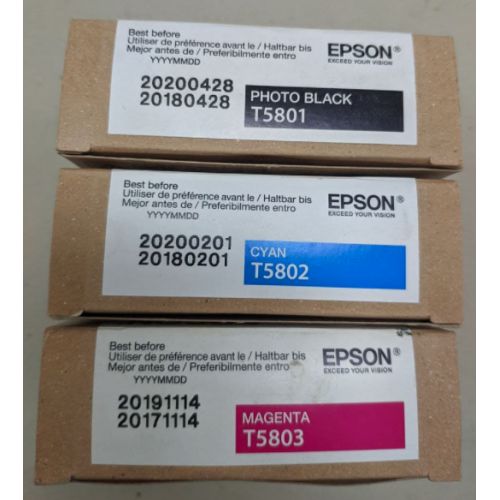 Best before
Utiliser de préférence avant le / Haltbar bis
Mejor antes de / Preferibilmente entro
YYYYMMDD
EPSON®
EXCEED YOUR VISION
20200428
20180428
PHOTO BLACK
T5801
Best before
Utiliser de préférence avant le / Haltbar bis
Mejor antes de / Preferibilmente entro
YYYYMMDD
EPSON®
EXCEED YOUR VISION
20200201
20180201
CYAN
T5802
Best before
Utiliser de préférence avant le / Haltbar bis
Mejor antes de / Preferibilmente entro
YYYYMMDD
EPSON®
EXCEED YOUR VISION
20191114
20171114
MAGENTA
T5803